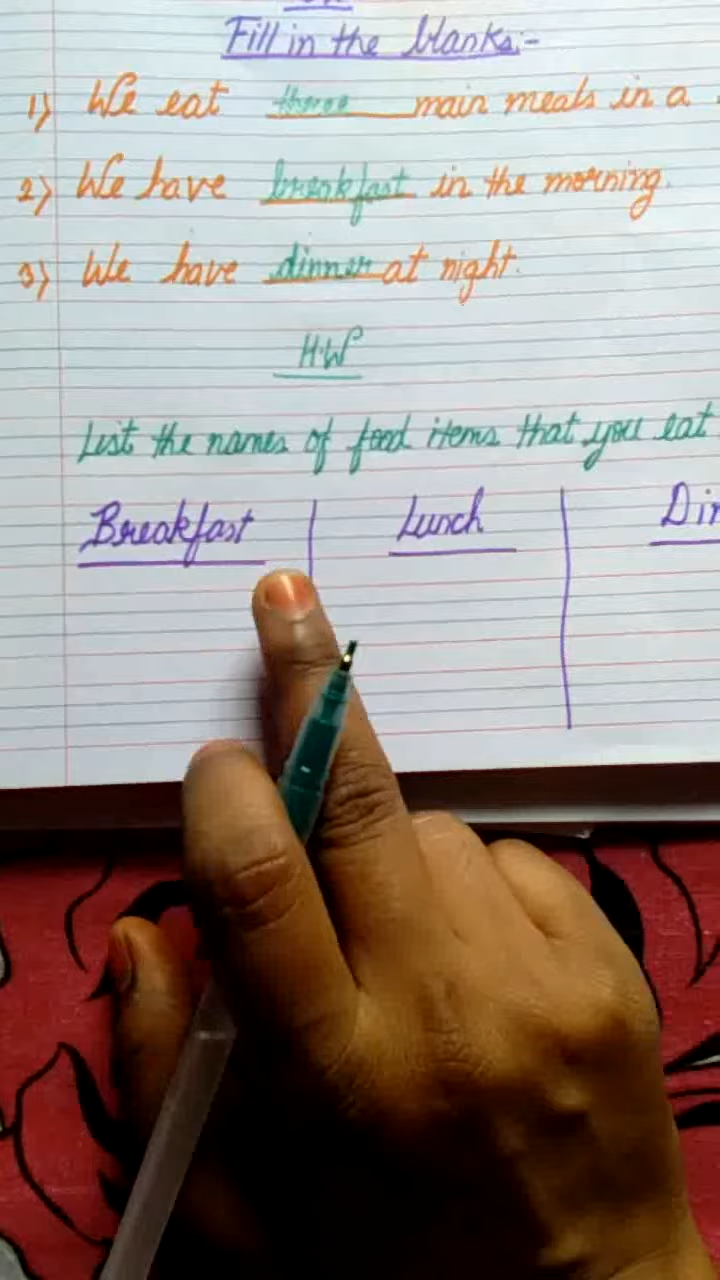 Fill in the blanks:-
1) We eat three main meals in a
2) We have breakfast in the morning.
3) We have dinner at night.
H.W
List the names of food items that you eat
Breakfast Lunch Din